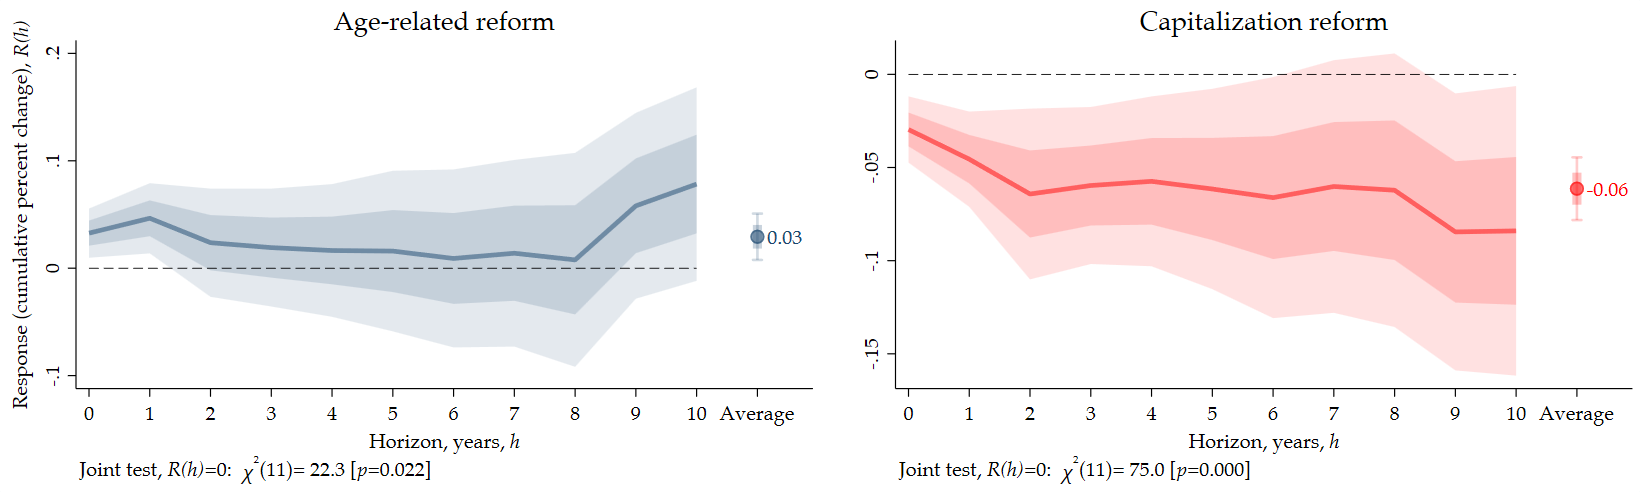 Age-related reform
Response (cumulative percent change), R(h)
.2
.1
0
-.1
0 1 2 3 4 5 6 7 8 9 10 Average
0.03
Horizon, years, h
Joint test, R(h)=0: χ²(11)= 22.3 [p=0.022]
Capitalization reform
0
-.05
-.1
-.15
0 1 2 3 4 5 6 7 8 9 10 Average
-0.06
Horizon, years, h
Joint test, R(h)=0: χ²(11)= 75.0 [p=0.000]